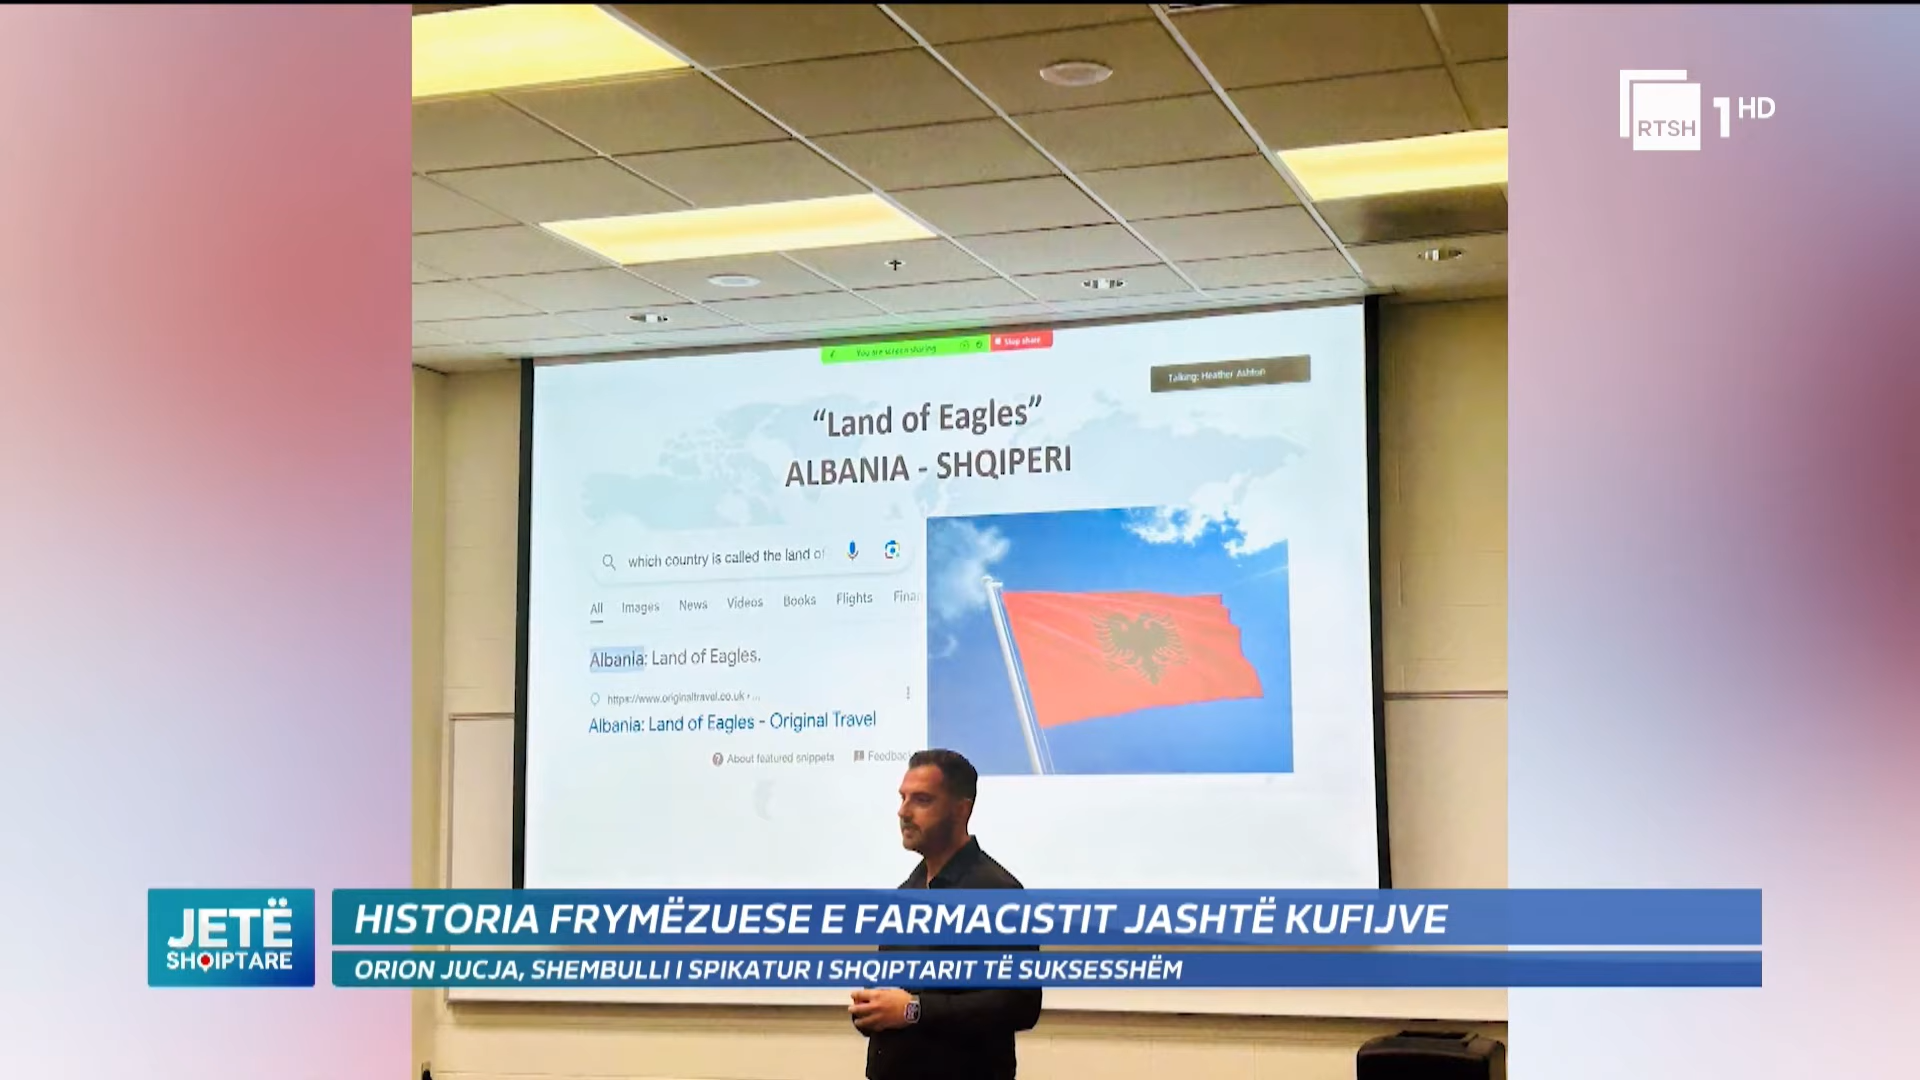 RTSH 1 HD
You are screen sharing
Stop share
Talking: Heather Ashton
“Land of Eagles”
ALBANIA - SHQIPERI
which country is called the land of
All Images News Videos Books Flights Finan
Albania: Land of Eagles.
https://www.originaltravel.co.uk › ...
Albania: Land of Eagles - Original Travel
About featured snippets Feedbac
JETË
SHQIPTARE
HISTORIA FRYMËZUESE E FARMACISTIT JASHTË KUFIJVE
ORION JUCJA, SHEMBULLI I SPIKATUR I SHQIPTARIT TË SUKSESSHËM